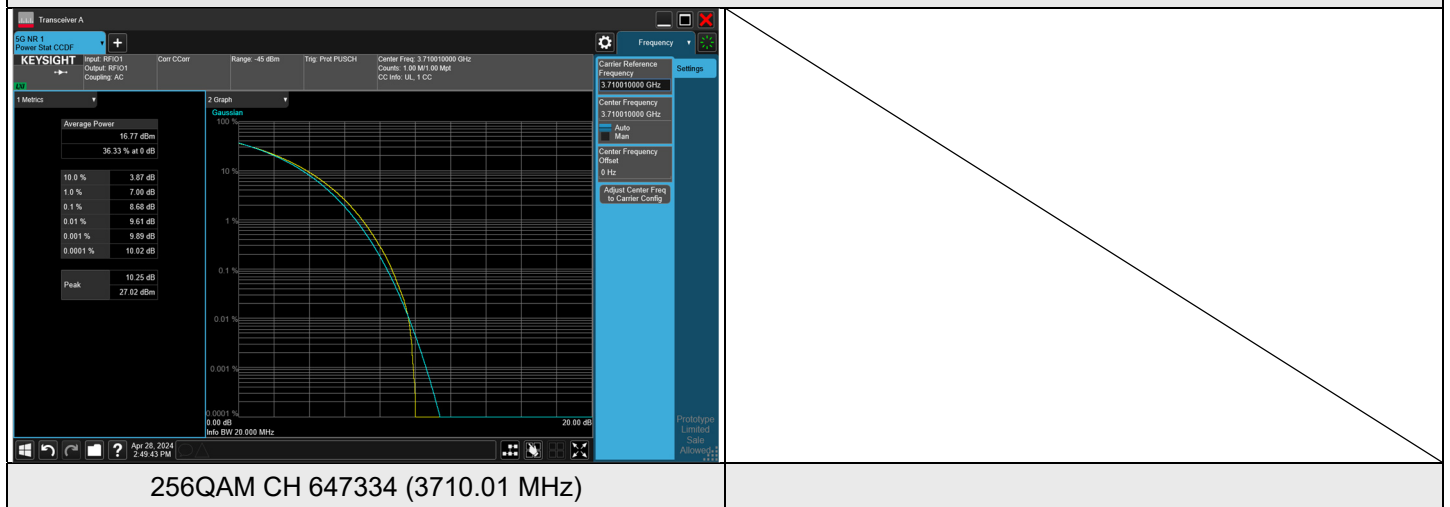 Transceiver A
5G NR 1
Power Stat CCDF
+
Frequency
KEYSIGHT
Input: RFIO1
Output: RFIO1
Coupling: AC
Corr CCorr
Range: -45 dBm
Trig: Prot PUSCH
Center Freq: 3.710010000 GHz
Counts: 1.00 M/1.00 Mpt
CC Info: UL, 1 CC
Carrier Reference
Frequency
3.710010000 GHz
Settings
Center Frequency
3.710010000 GHz
Auto
Man
Center Frequency
Offset
0 Hz
Adjust Center Freq
to Carrier Config
1 Metrics
Average Power
16.77 dBm
36.33 % at 0 dB
10.0 % 3.87 dB
1.0 % 7.00 dB
0.1 % 8.68 dB
0.01 % 9.61 dB
0.001 % 9.89 dB
0.0001 % 10.02 dB
Peak
10.25 dB
27.02 dBm
2 Graph
Gaussian
100 %
10 %
1 %
0.1 %
0.01 %
0.001 %
0.0001 %
0.00 dB
20.00 dB
Info BW 20.000 MHz
Prototype
Limited
Sale
Allowed
?
Apr 28, 2024
2:49:43 PM
256QAM CH 647334 (3710.01 MHz)